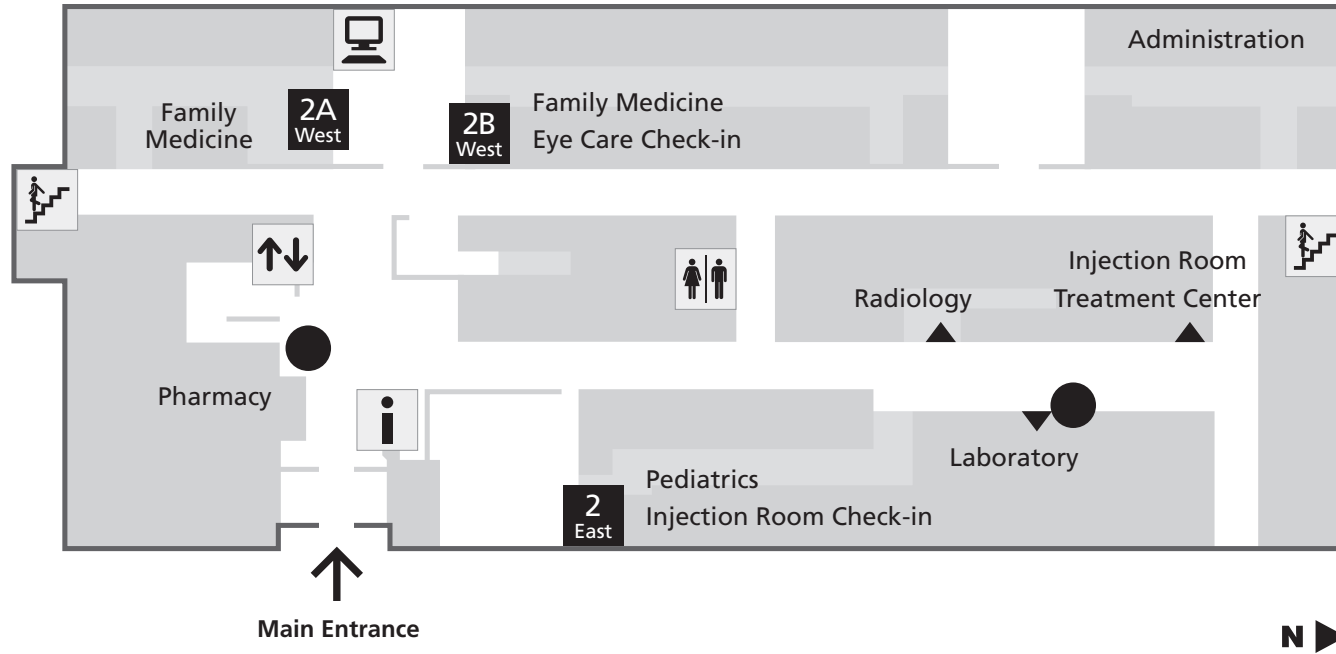 Administration
Family
Medicine
2A
West
2B
West
Family Medicine
Eye Care Check-in
Injection Room
Treatment Center
Radiology
Pharmacy
i
Laboratory
2
East
Pediatrics
Injection Room Check-in
Main Entrance
N